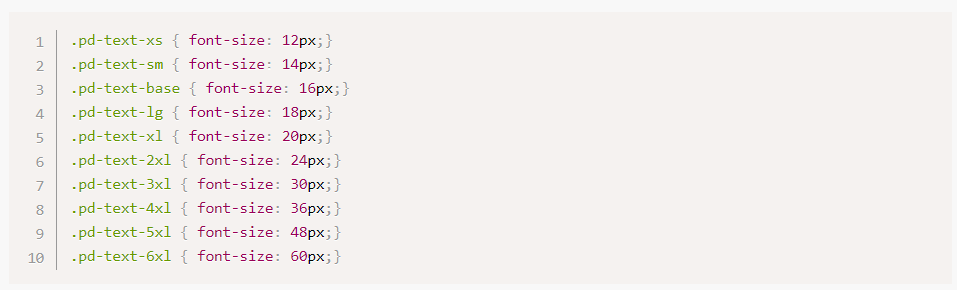 1 .pd-text-xs { font-size: 12px;}
2 .pd-text-sm { font-size: 14px;}
3 .pd-text-base { font-size: 16px;}
4 .pd-text-lg { font-size: 18px;}
5 .pd-text-xl { font-size: 20px;}
6 .pd-text-2xl { font-size: 24px;}
7 .pd-text-3xl { font-size: 30px;}
8 .pd-text-4xl { font-size: 36px;}
9 .pd-text-5xl { font-size: 48px;}
10 .pd-text-6xl { font-size: 60px;}